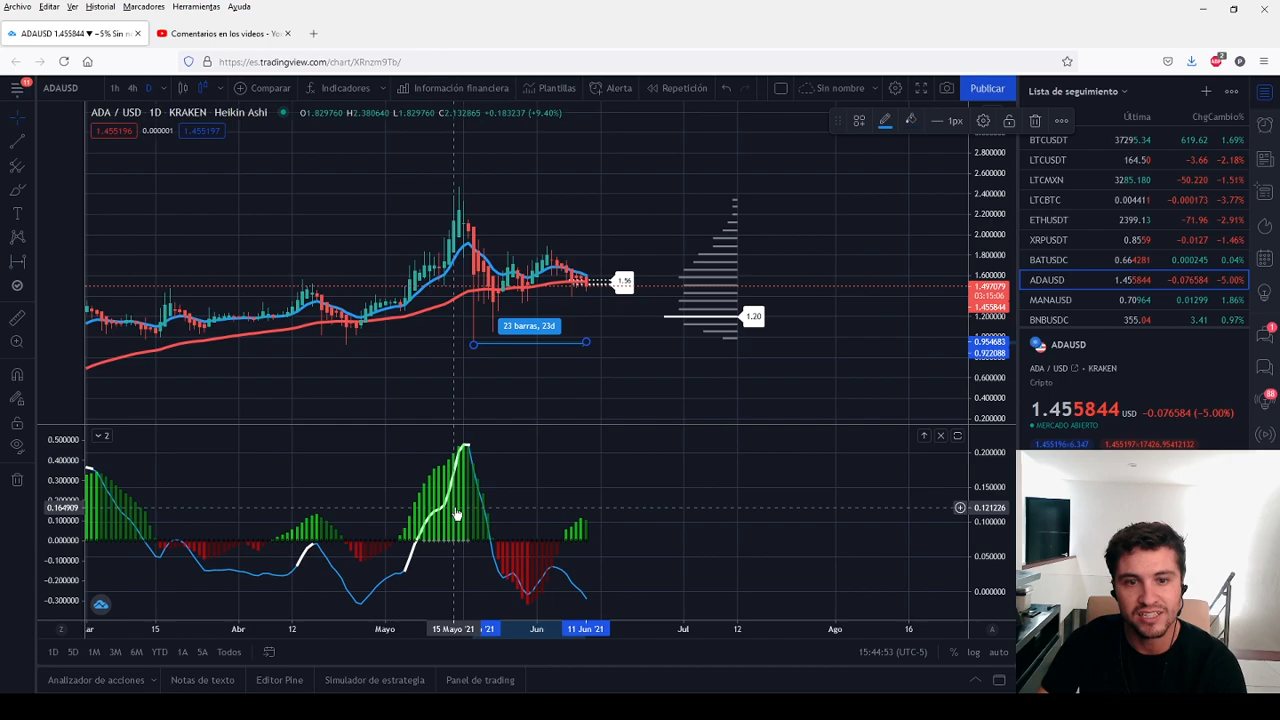 Archivo Editar Ver Historial Marcadores Herramientas Ayuda
ADAUSD 1.455844 ▼ −5% Sin no
Comentarios en los videos - Yo
https://es.tradingview.com/chart/XRnzm9Tb/
11
ADAUSD 1h 4h D Comparar Indicadores Información financiera Plantillas Alerta Repetición Sin nombre Publicar
Lista de seguimiento
ADA / USD · 1D · KRAKEN Heikin Ashi O1.829760 H2.380640 L1.829760 C2.132865 +0.183237 (+9.40%)
1.455196 0.000001 1.455197
1px
Última Chg Cambio%
BTCUSDT 37295.34 619.62 1.69%
LTCUSDT 164.50 −3.66 −2.18%
LTCMXN 3285.180 −50.220 −1.51%
LTCBTC 0.004411 −0.000173 −3.77%
ETHUSDT 2399.13 −71.96 −2.91%
XRPUSDT 0.8559 −0.0127 −1.46%
BATUSDC 0.664281 0.000245 0.04%
ADAUSD 1.455844 −0.076584 −5.00%
MANAUSD 0.70964 0.01299 1.86%
BNBUSDC 355.04 3.41 0.97%
2.800000
2.600000
2.400000
2.200000
2.000000
1.800000
1.600000
1.497079
03:15:06
1.455844
1.200000
0.954683
0.922088
0.800000
0.600000
0.400000
0.200000
1.56
1.20
23 barras, 23d
ADAUSD
ADA / USD · KRAKEN
Cripto
1.455844 USD −0.076584 (−5.00%)
MERCADO ABIERTO
1.455196×6.347 1.455197×17426.95412132
1
88
2
0.500000
0.400000
0.164909
0.100000
0.000000
−0.100000
−0.200000
−0.300000
0.200000
0.150000
0.121226
0.100000
0.050000
0.000000
Z ar 15 Abr 12 Mayo 15 Mayo '21 '21 Jun 11 Jun '21 Jul 12 Ago 16 A
1D 5D 1M 3M 6M YTD 1A 5A Todos 15:44:53 (UTC-5) % log auto
Analizador de acciones Notas de texto Editor Pine Simulador de estrategia Panel de trading